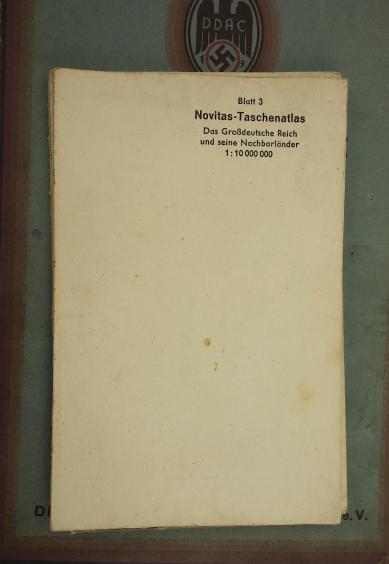 DDAC
Blatt 3
Novitas-Taschenatlas
Das Großdeutsche Reich
und seine Nachbarländer
1:10 000 000
e. V.